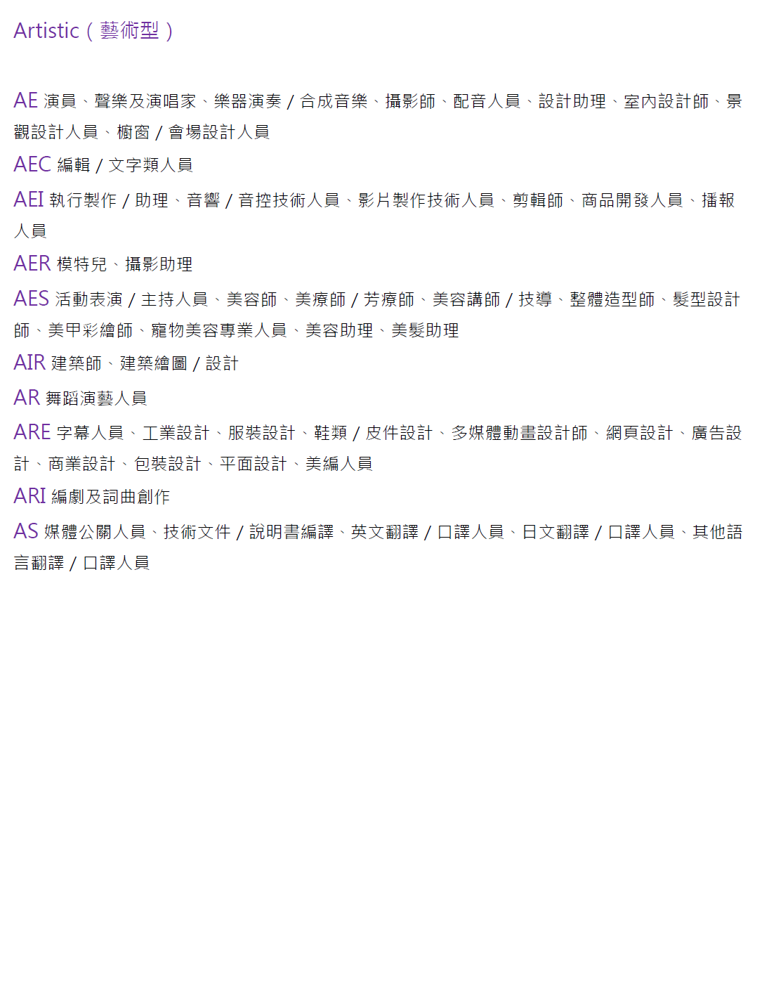 Artistic（藝術型）
AE 演員、聲樂及演唱家、樂器演奏 / 合成音樂、攝影師、配音人員、設計助理、室內設計師、景
觀設計人員、櫥窗 / 會場設計人員
AEC 編輯 / 文字類人員
AEI 執行製作 / 助理、音響 / 音控技術人員、影片製作技術人員、剪輯師、商品開發人員、播報
人員
AER 模特兒、攝影助理
AES 活動表演 / 主持人員、美容師、美療師 / 芳療師、美容講師 / 技導、整體造型師、髮型設計
師、美甲彩繪師、寵物美容專業人員、美容助理、美髮助理
AIR 建築師、建築繪圖 / 設計
AR 舞蹈演藝人員
ARE 字幕人員、工業設計、服裝設計、鞋類 / 皮件設計、多媒體動畫設計師、網頁設計、廣告設
計、商業設計、包裝設計、平面設計、美編人員
ARI 編劇及詞曲創作
AS 媒體公關人員、技術文件 / 說明書編譯、英文翻譯 / 口譯人員、日文翻譯 / 口譯人員、其他語
言翻譯 / 口譯人員